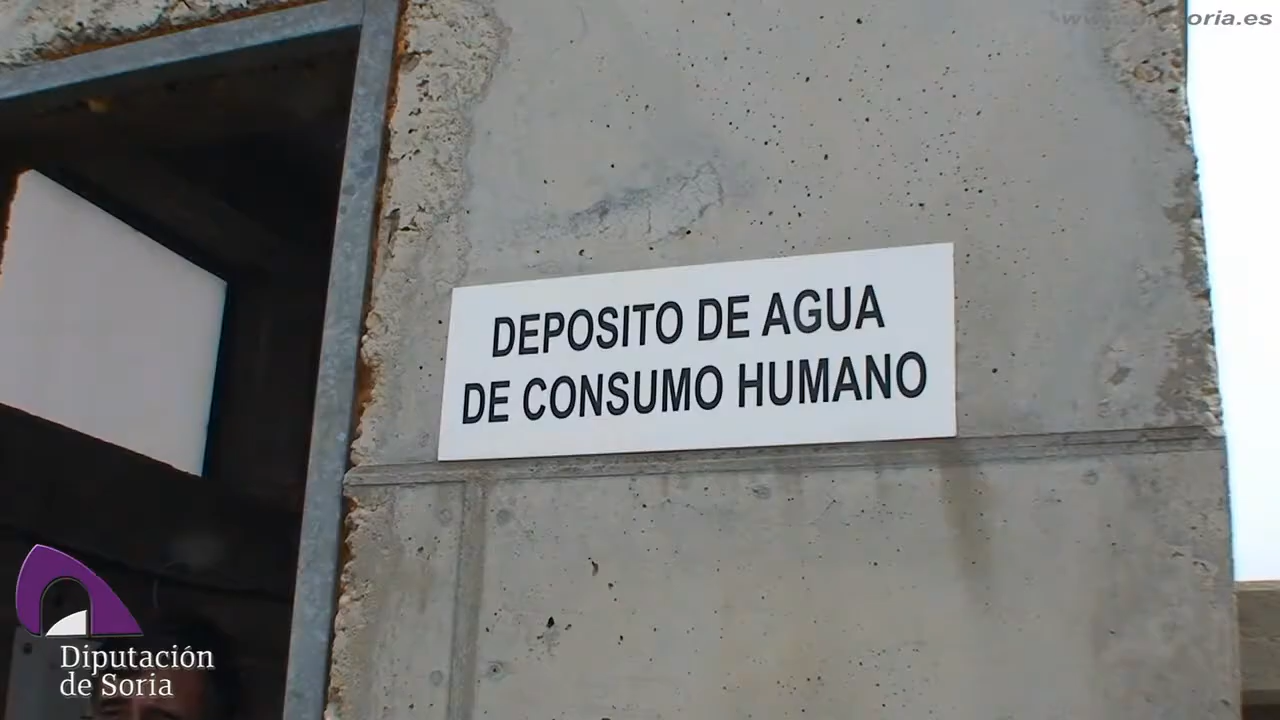 DEPOSITO DE AGUA
DE CONSUMO HUMANO
Diputación
de Soria